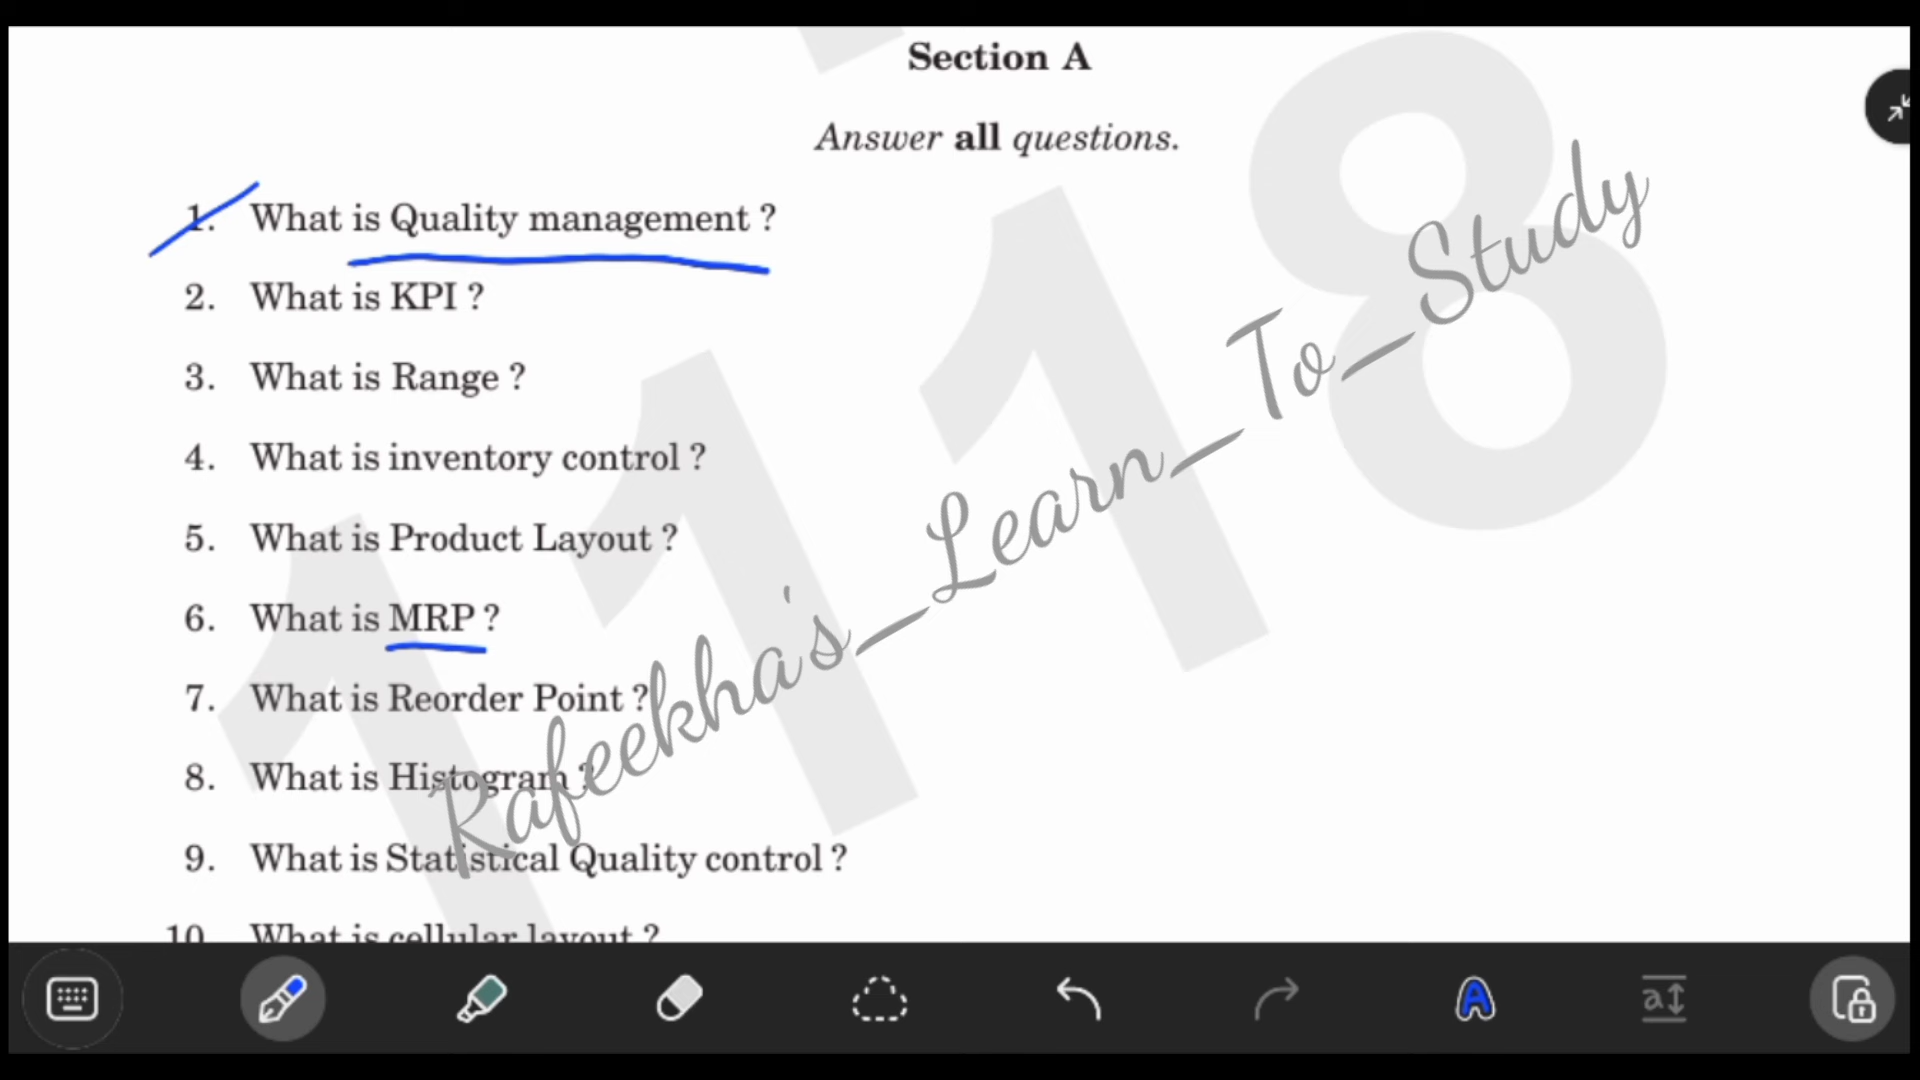 Section A
Answer all questions.
1. What is Quality management ?
2. What is KPI ?
3. What is Range ?
4. What is inventory control ?
5. What is Product Layout ?
6. What is MRP ?
7. What is Reorder Point ?
8. What is Histogram ?
9. What is Statistical Quality control ?
10. What is cellular layout ?
Rafeekha's_Learn_To_Study
118